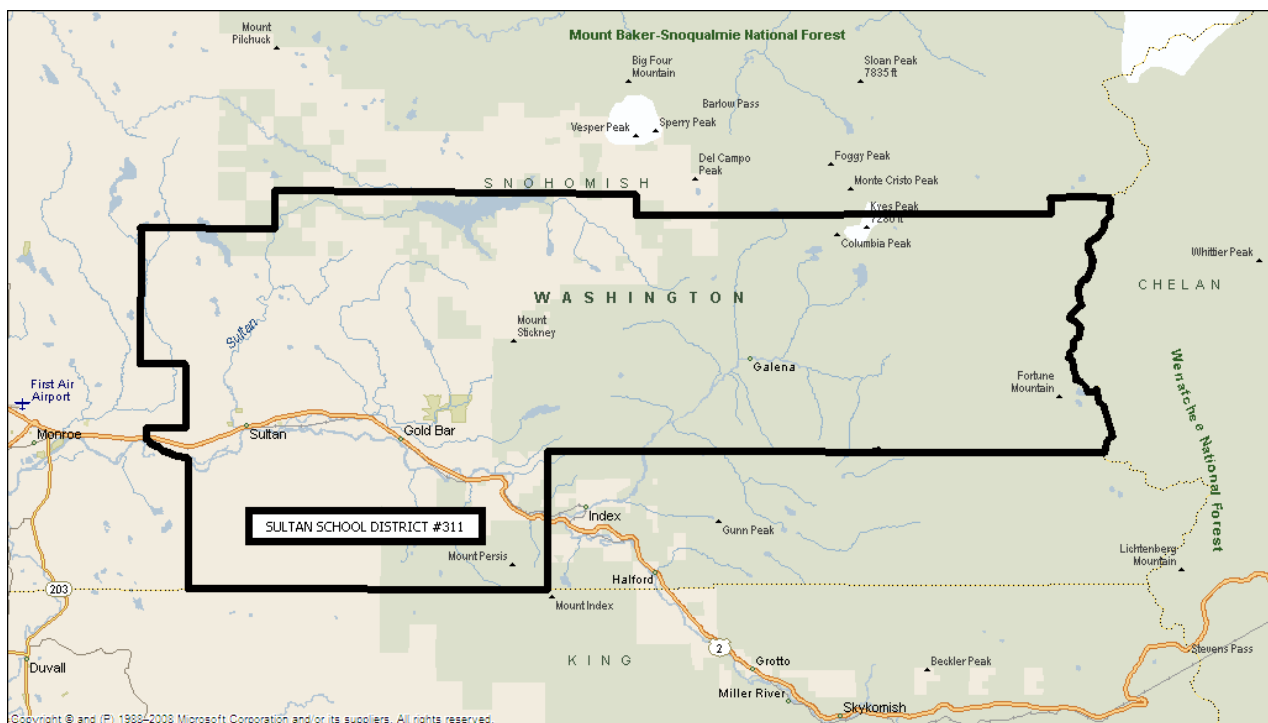 Mount
Pilchuck
Mount Baker-Snoqualmie National Forest
Big Four
Mountain
Sloan Peak
7835 ft
Barlow Pass
Vesper Peak
Sperry Peak
Del Campo
Peak
Foggy Peak
SNOHOMISH
Monte Cristo Peak
Kyes Peak
7280 ft
Columbia Peak
Whittier Peak
CHELAN
WASHINGTON
Sultan
Mount
Stickney
Galena
Fortune
Mountain
First Air
Airport
Wenatchee National Forest
Monroe
Sultan
Gold Bar
SULTAN SCHOOL DISTRICT #311
Index
Gunn Peak
Mount Persis
Halford
Lichtenberg
Mountain
203
Mount Index
2
KING
Stevens Pass
Duvall
Grotto
Beckler Peak
Miller River
Skykomish
Copyright © and (P) 1988–2008 Microsoft Corporation and/or its suppliers. All rights reserved.